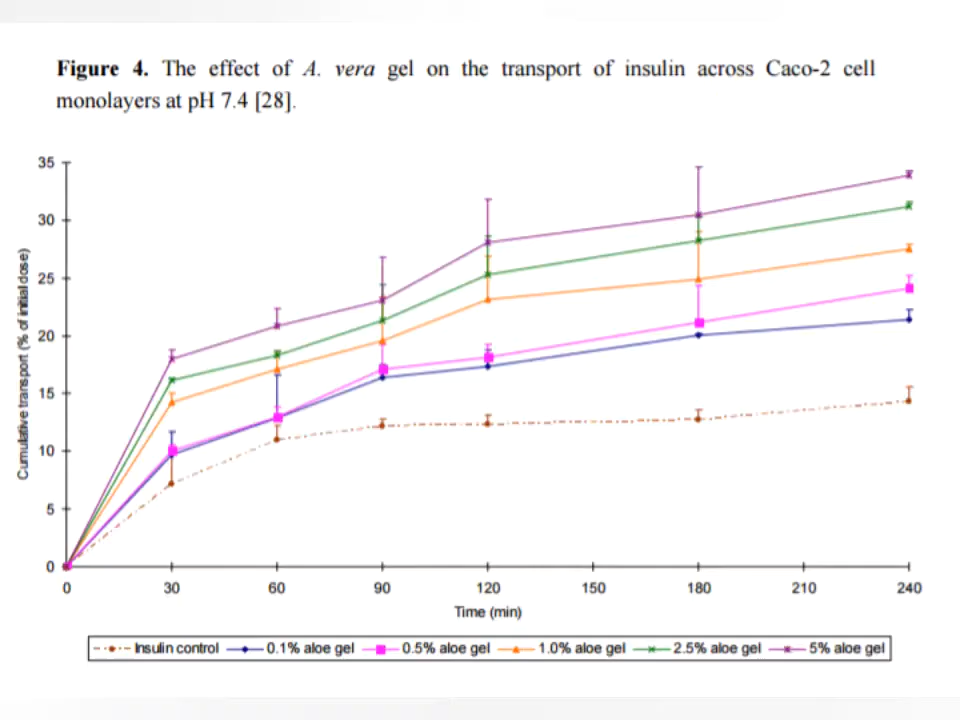 Figure 4. The effect of A. vera gel on the transport of insulin across Caco-2 cell
monolayers at pH 7.4 [28].
Cumulative transport (% of initial dose)
35
30
25
20
15
10
5
0
0 30 60 90 120 150 180 210 240
Time (min)
Insulin control 0.1% aloe gel 0.5% aloe gel 1.0% aloe gel 2.5% aloe gel 5% aloe gel